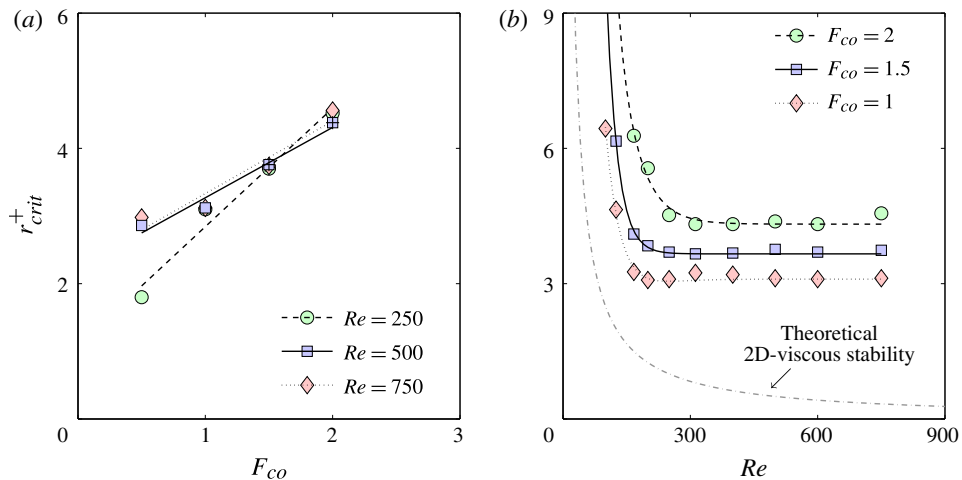 (a)
6
4
2
0
1
2
3
r⁺crit
Fco
Re = 250
Re = 500
Re = 750
(b)
9
6
3
0
300
600
900
Re
Fco = 2
Fco = 1.5
Fco = 1
Theoretical
2D-viscous stability